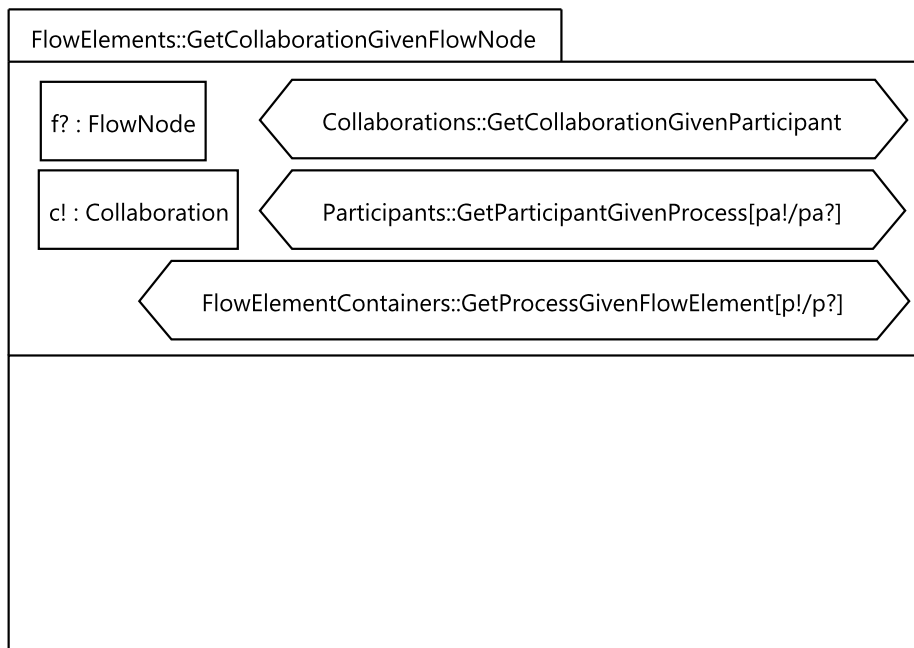 FlowElements::GetCollaborationGivenFlowNode
f? : FlowNode
Collaborations::GetCollaborationGivenParticipant
c! : Collaboration
Participants::GetParticipantGivenProcess[pa!/pa?]
FlowElementContainers::GetProcessGivenFlowElement[p!/p?]